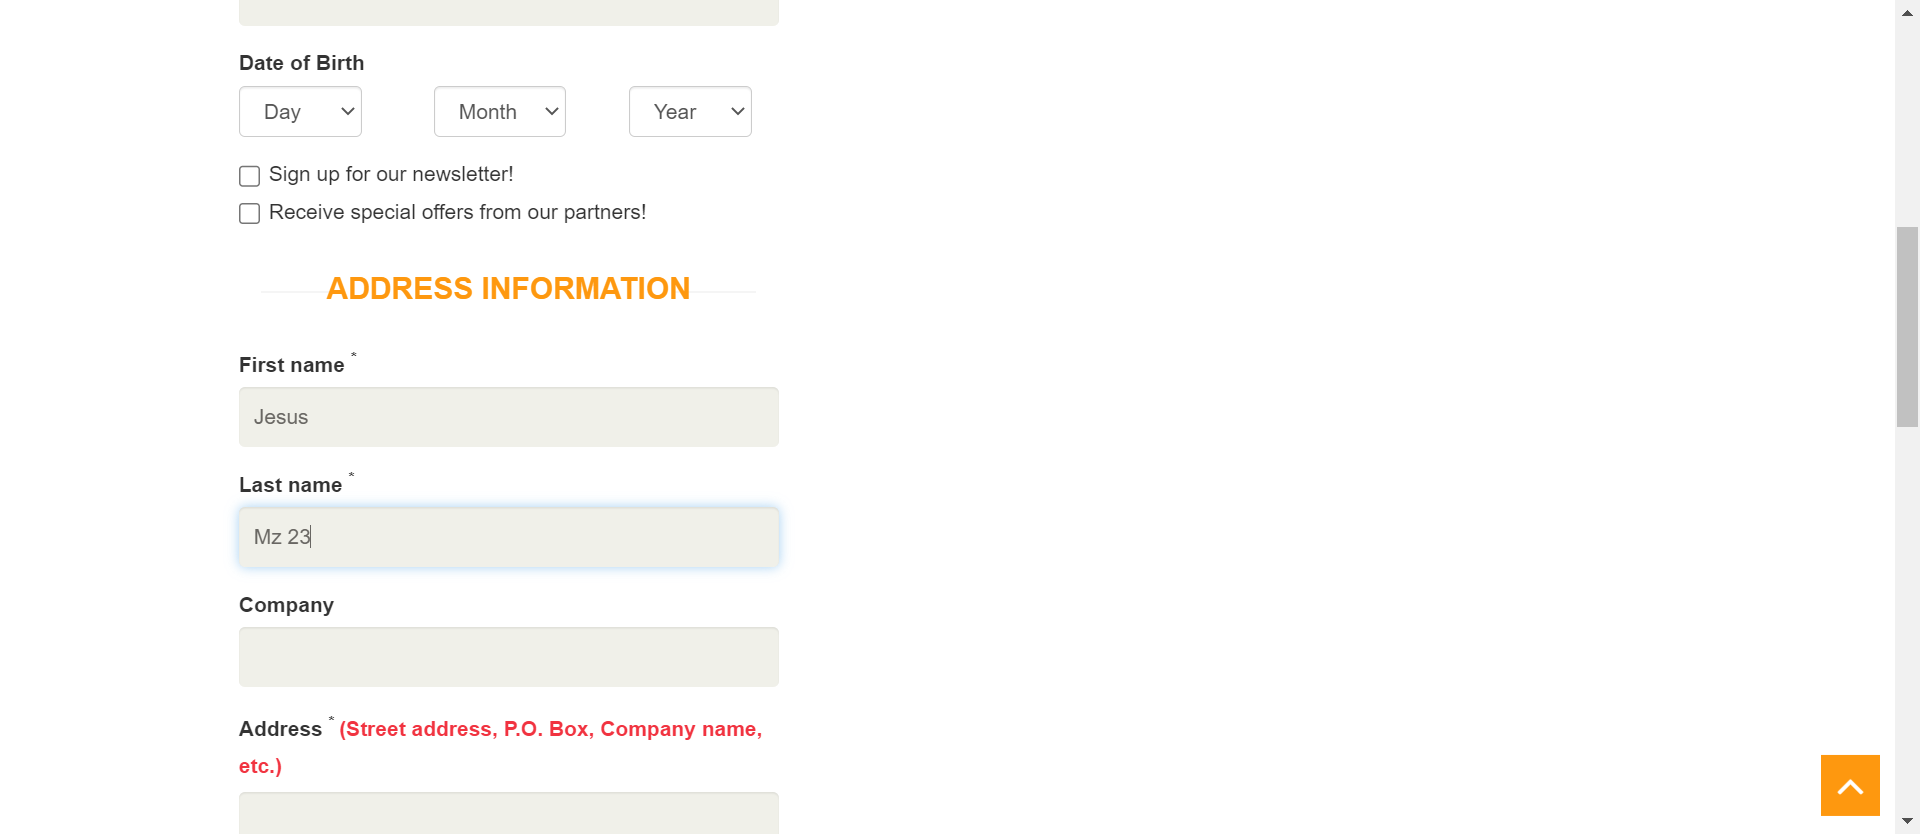 Date of Birth
Day Month Year
Sign up for our newsletter!
Receive special offers from our partners!
ADDRESS INFORMATION
First name *
Jesus
Last name *
Mz 23
Company
Address * (Street address, P.O. Box, Company name,
etc.)